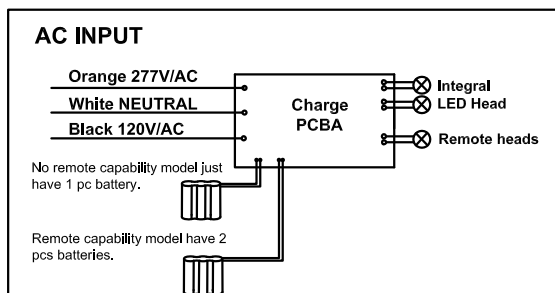 AC INPUT
Orange 277V/AC
White NEUTRAL
Black 120V/AC
Charge
PCBA
Integral
LED Head
Remote heads
No remote capability model just
have 1 pc battery.
Remote capability model have 2
pcs batteries.